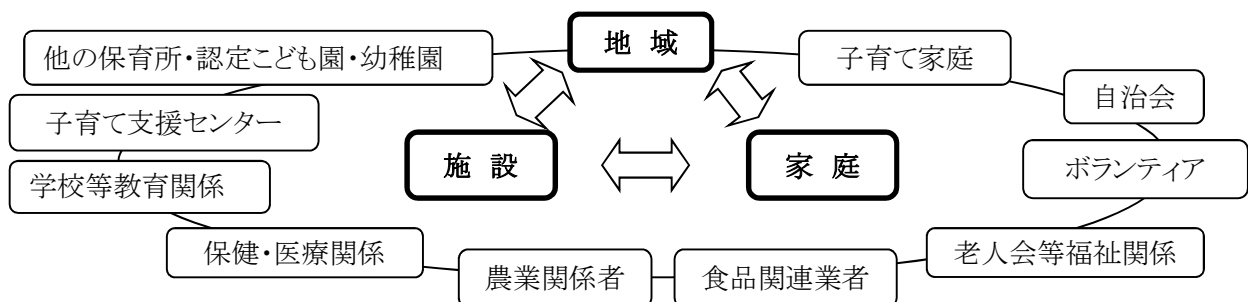 地 域
他の保育所・認定こども園・幼稚園
子育て家庭
自治会
子育て支援センター
施 設
家 庭
ボランティア
学校等教育関係
保健・医療関係
老人会等福祉関係
農業関係者
食品関連業者